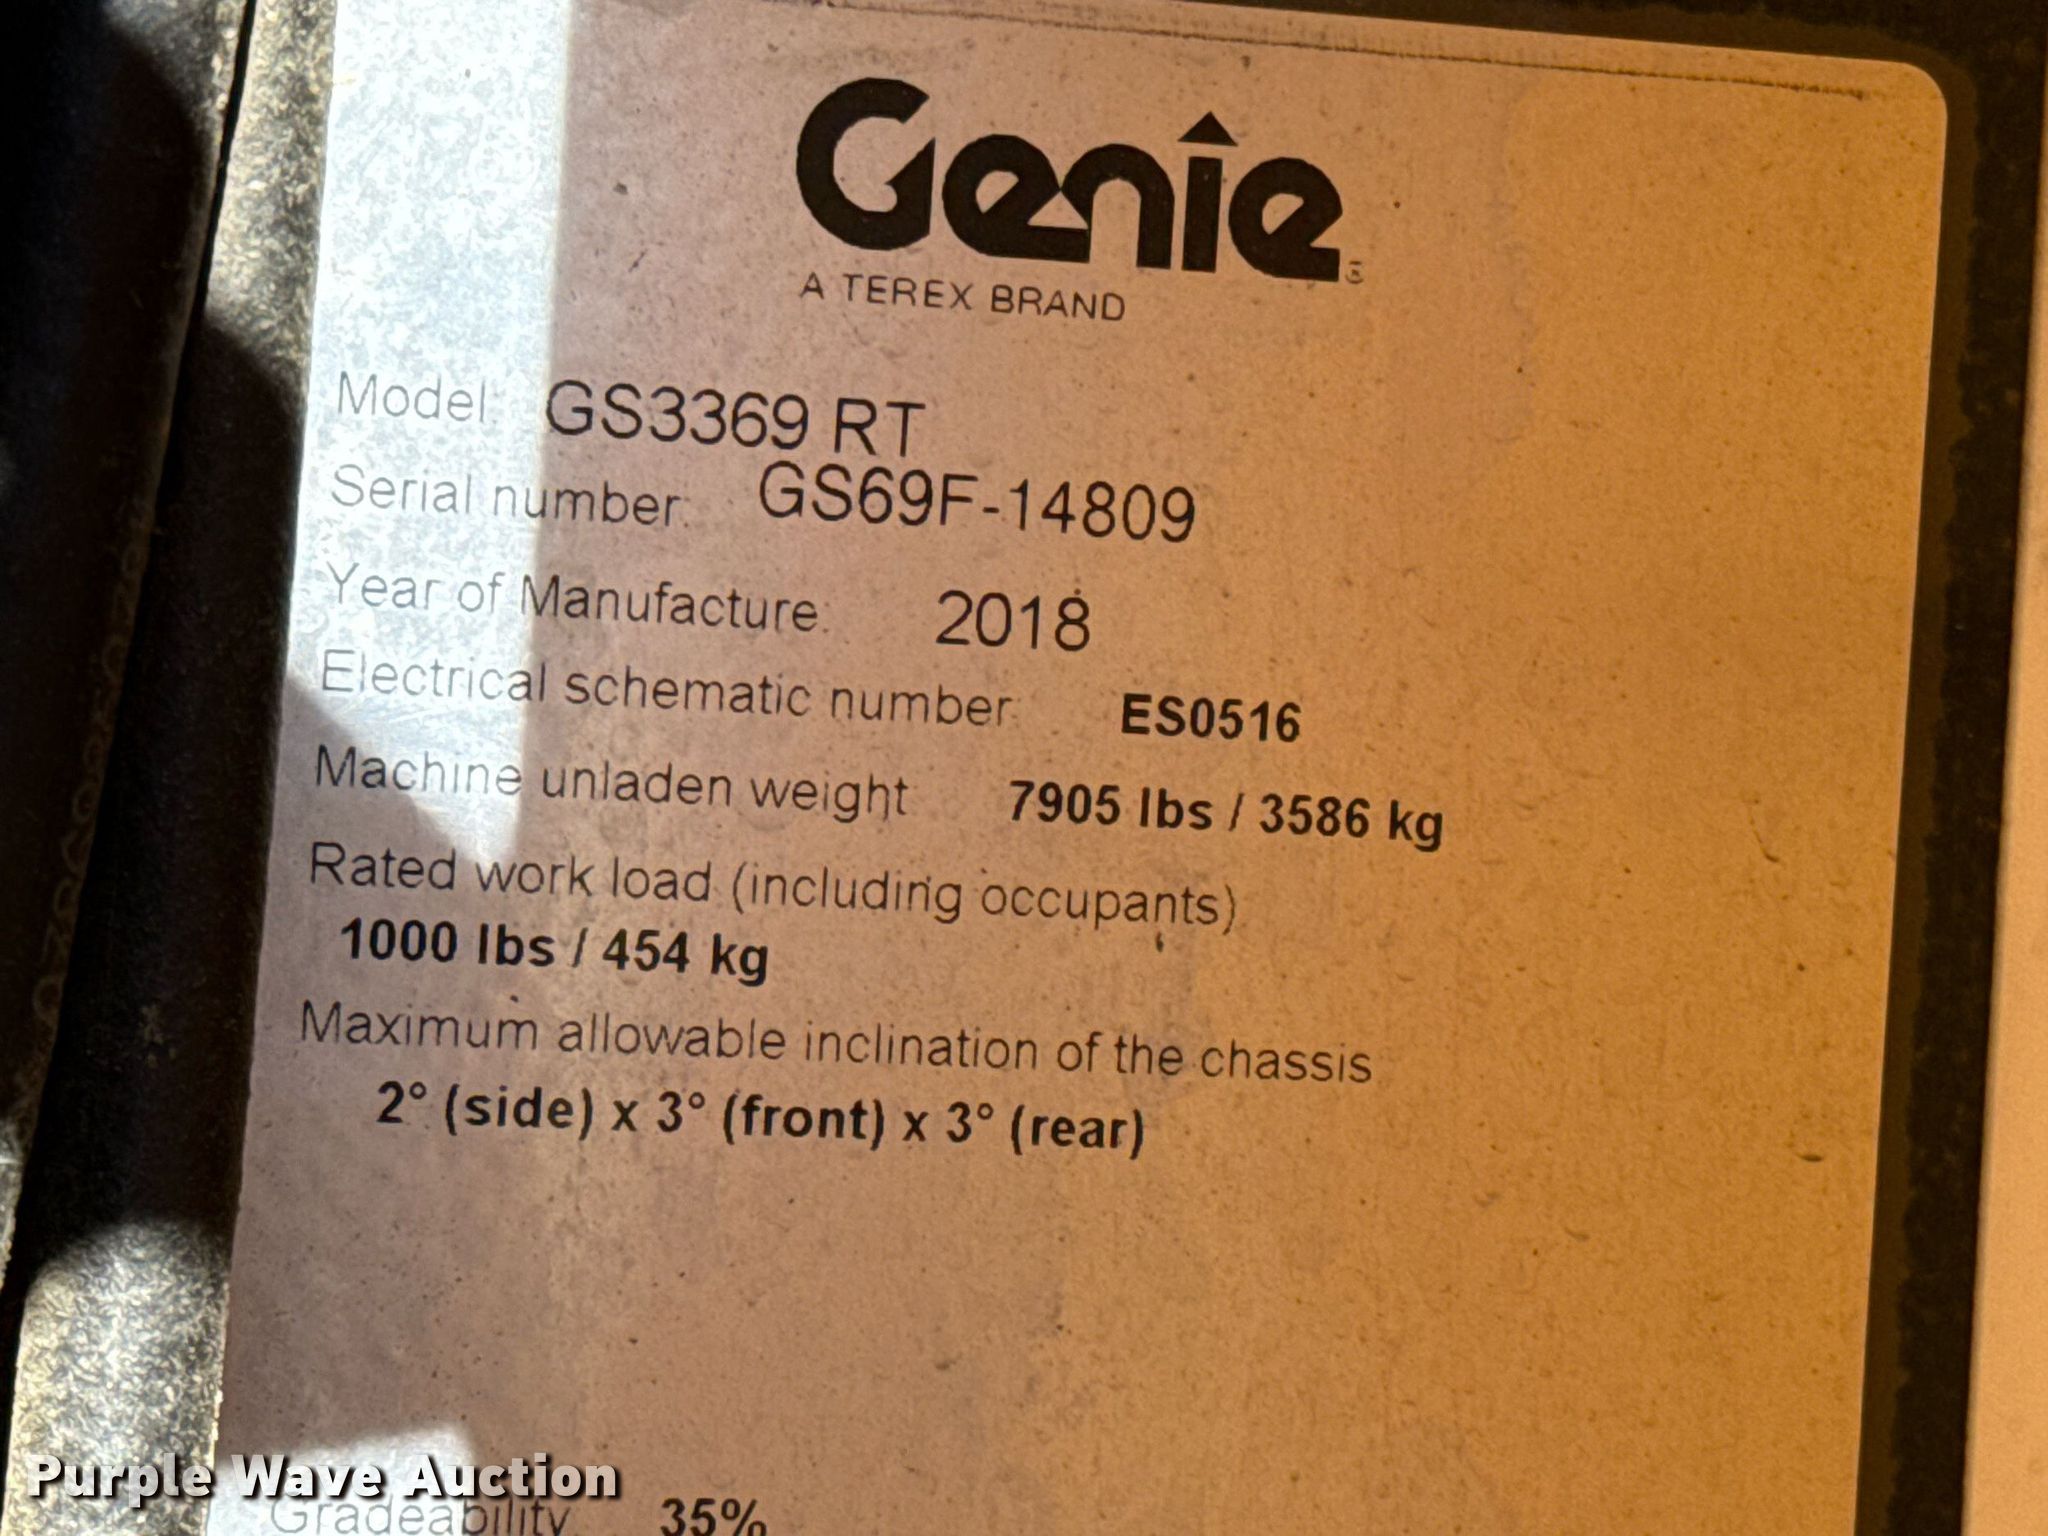 Genie®
A TEREX BRAND
Model: GS3369 RT
Serial number: GS69F-14809
Year of Manufacture: 2018
Electrical schematic number: ES0516
Machine unladen weight 7905 lbs / 3586 kg
Rated work load (including occupants)
1000 lbs / 454 kg
Maximum allowable inclination of the chassis
2° (side) x 3° (front) x 3° (rear)
Purple Wave Auction
Gradeability 35%